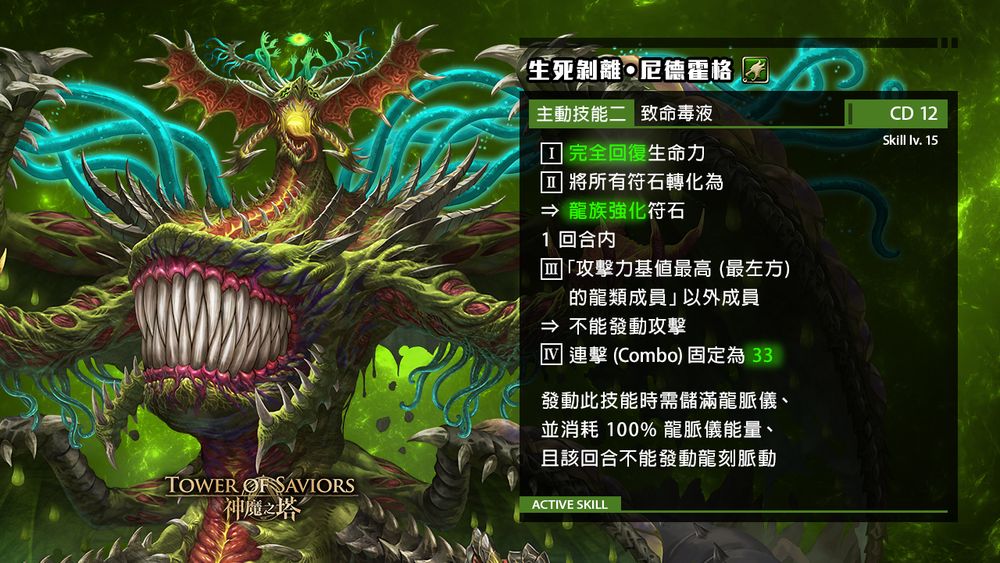 生死剝離・尼德霍格
主動技能二 致命毒液 CD 12
Skill lv. 15
I 完全回復生命力
II 將所有符石轉化為
⇒ 龍族強化符石
1 回合內
III 「攻擊力基值最高 (最左方)
的龍類成員」以外成員
⇒ 不能發動攻擊
IV 連擊 (Combo) 固定為 33
發動此技能時需儲滿龍脈儀、
並消耗 100% 龍脈儀能量、
且該回合不能發動龍刻脈動
ACTIVE SKILL
TOWER OF SAVIORS
神魔之塔